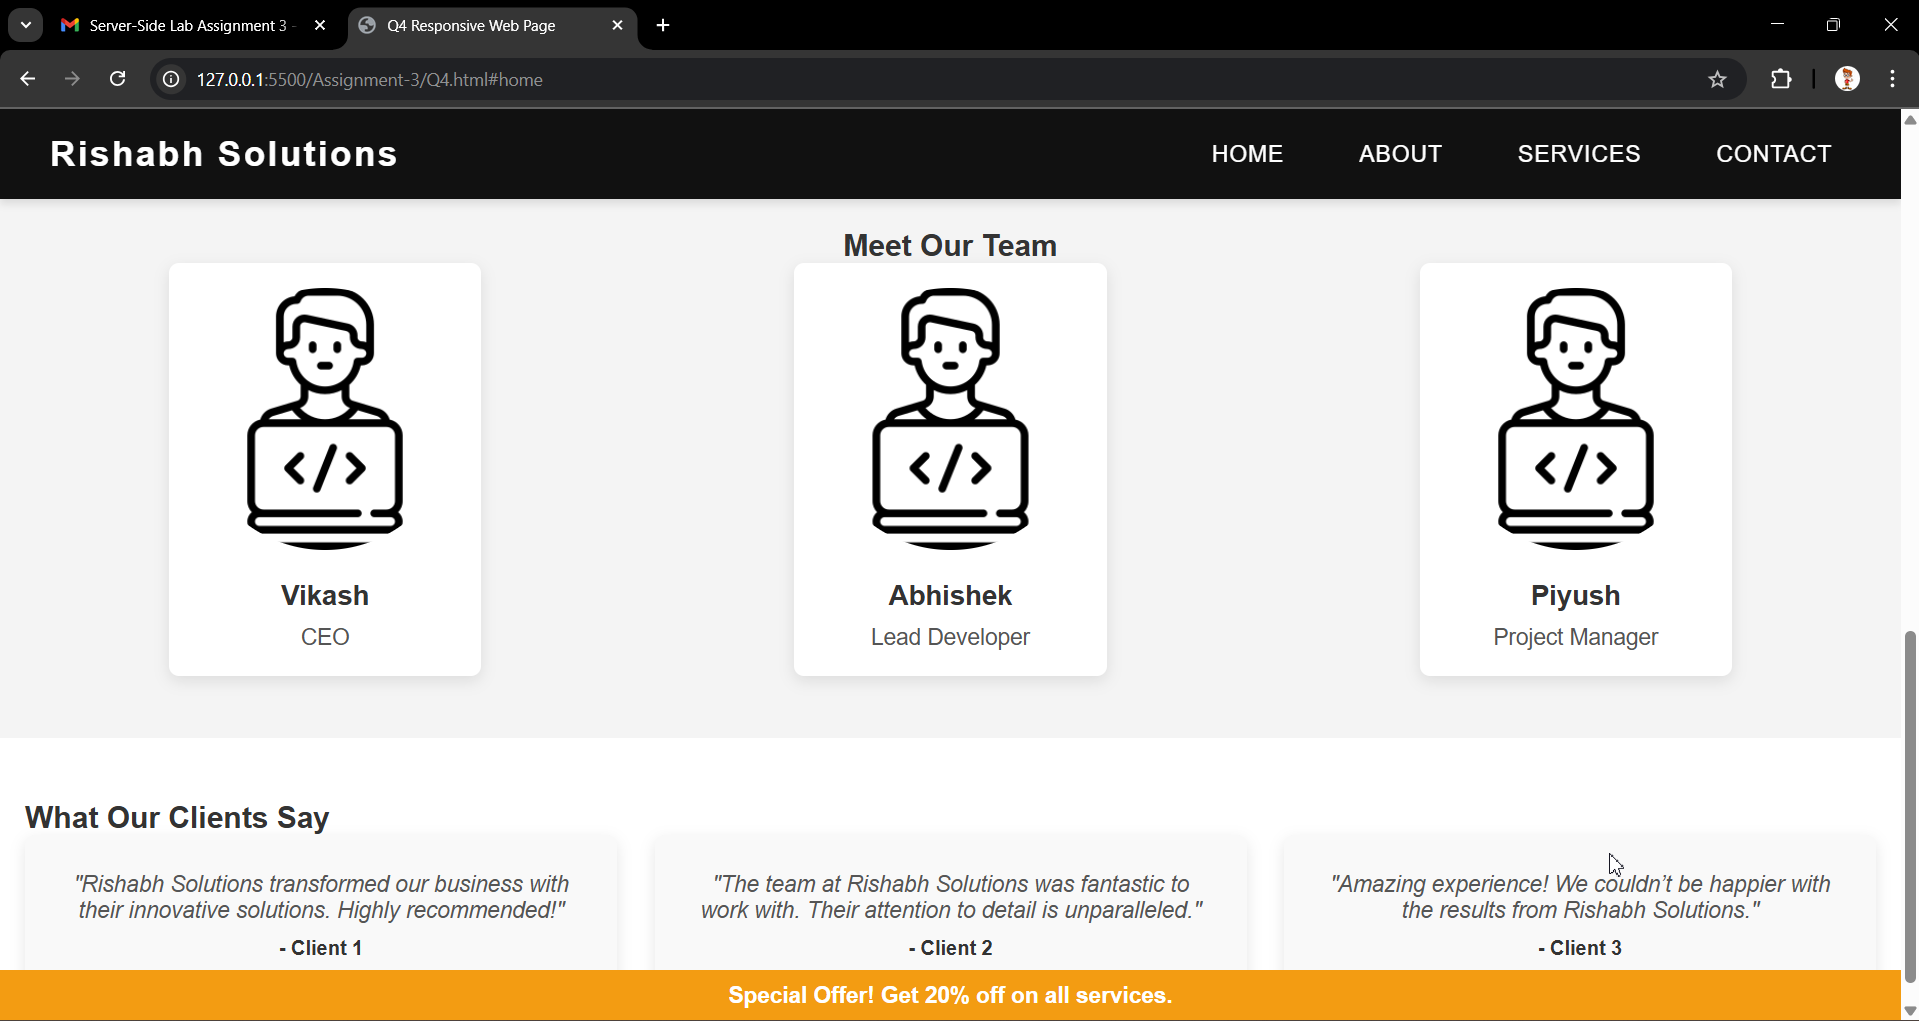 Server-Side Lab Assignment 3 -
Q4 Responsive Web Page
127.0.0.1:5500/Assignment-3/Q4.html#home
Rishabh Solutions
HOME
ABOUT
SERVICES
CONTACT
Meet Our Team
</>
</>
</>
Vikash
Abhishek
Piyush
CEO
Lead Developer
Project Manager
What Our Clients Say
"Rishabh Solutions transformed our business with
their innovative solutions. Highly recommended!"
- Client 1
"The team at Rishabh Solutions was fantastic to
work with. Their attention to detail is unparalleled."
- Client 2
"Amazing experience! We couldn’t be happier with
the results from Rishabh Solutions."
- Client 3
Special Offer! Get 20% off on all services.